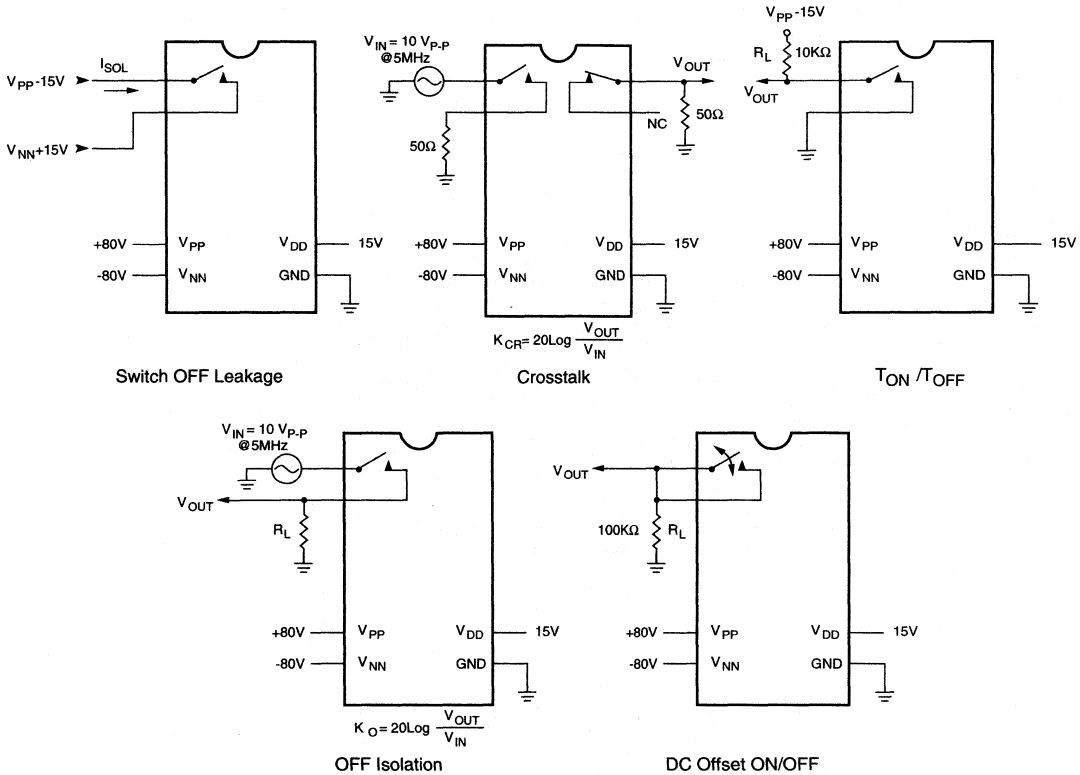 V_PP-15V
I_SOL
V_NN+15V
+80V V_PP V_DD 15V
-80V V_NN GND
Switch OFF Leakage
V_IN = 10 V_P-P
@5MHz
V_OUT
50Ω
NC
50Ω
+80V V_PP V_DD 15V
-80V V_NN GND
K_CR = 20Log V_OUT
V_IN
Crosstalk
V_PP-15V
R_L 10KΩ
V_OUT
+80V V_PP V_DD 15V
-80V V_NN GND
T_ON /T_OFF
V_IN = 10 V_P-P
@5MHz
V_OUT
R_L
+80V V_PP V_DD 15V
-80V V_NN GND
K_O = 20Log V_OUT
V_IN
OFF Isolation
V_OUT
100KΩ R_L
+80V V_PP V_DD 15V
-80V V_NN GND
DC Offset ON/OFF